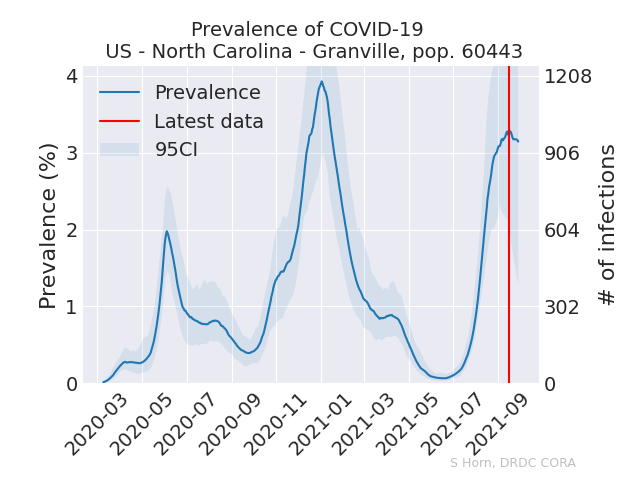 Prevalence of COVID-19
US - North Carolina - Granville, pop. 60443
Prevalence (%)
4
3
2
1
0
Prevalence
Latest data
95CI
1208
906
604
302
0
# of infections
2020-03
2020-05
2020-07
2020-09
2020-11
2021-01
2021-03
2021-05
2021-07
2021-09
S Horn, DRDC CORA